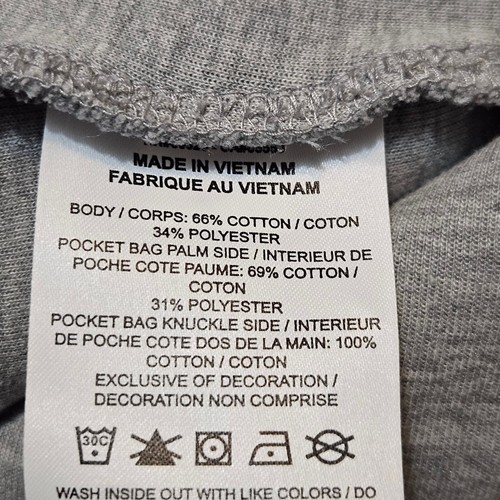 MADE IN VIETNAM
FABRIQUE AU VIETNAM
BODY / CORPS: 66% COTTON / COTON
34% POLYESTER
POCKET BAG PALM SIDE / INTERIEUR DE
POCHE COTE PAUME: 69% COTTON /
COTON
31% POLYESTER
POCKET BAG KNUCKLE SIDE / INTERIEUR
DE POCHE COTE DOS DE LA MAIN: 100%
COTTON / COTON
EXCLUSIVE OF DECORATION /
DECORATION NON COMPRISE
30C
WASH INSIDE OUT WITH LIKE COLORS / DO